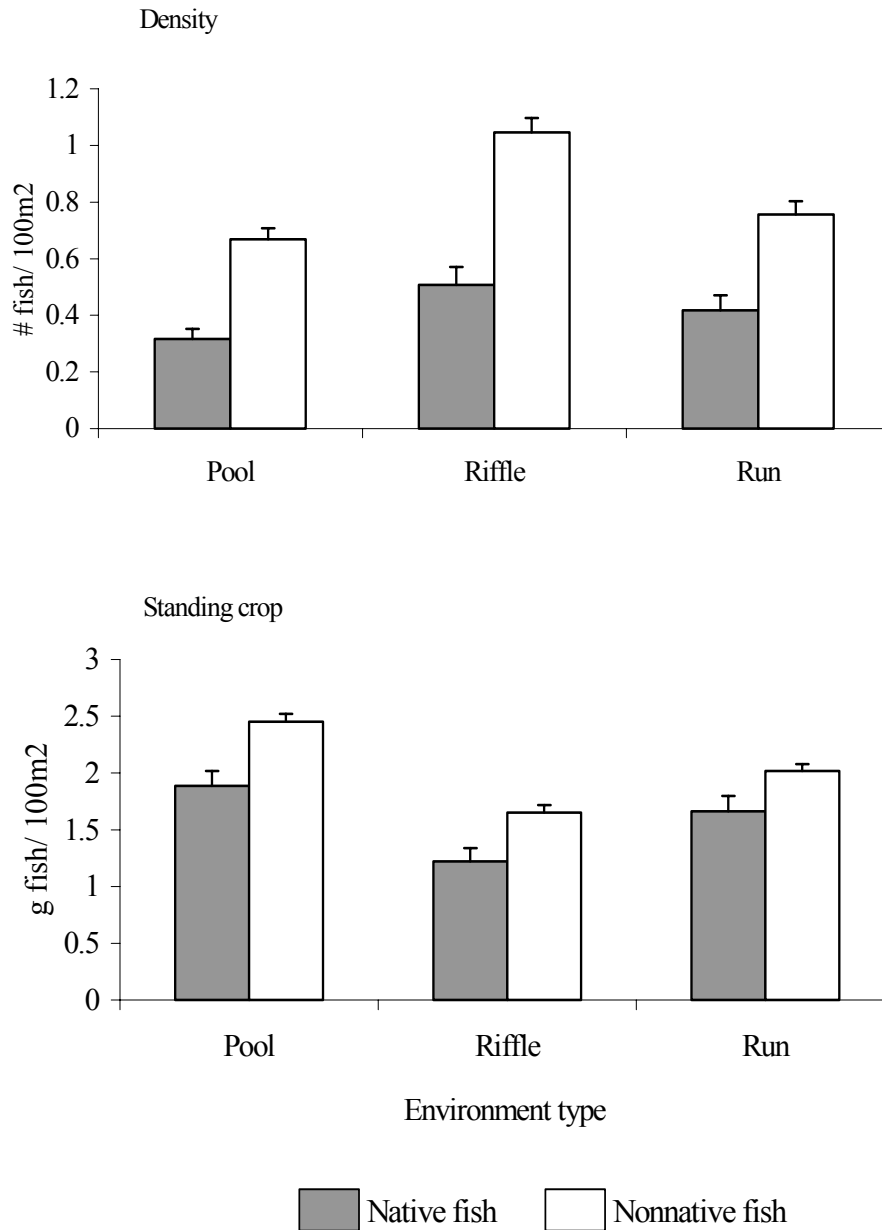 Density
1.2
1
0.8
0.6
0.4
0.2
0
# fish/ 100m2
Pool Riffle Run
Standing crop
3
2.5
2
1.5
1
0.5
0
g fish/ 100m2
Pool Riffle Run
Environment type
Native fish Nonnative fish